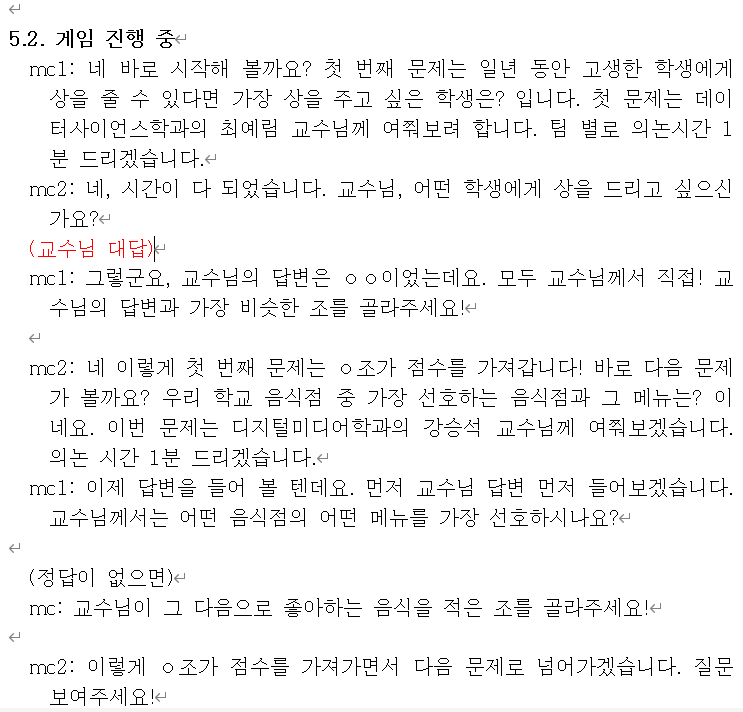 5.2. 게임 진행 중
mc1: 네 바로 시작해 볼까요? 첫 번째 문제는 일년 동안 고생한 학생에게
상을 줄 수 있다면 가장 상을 주고 싶은 학생은? 입니다. 첫 문제는 데이
터사이언스학과의 최예림 교수님께 여쭤보려 합니다. 팀 별로 의논시간 1
분 드리겠습니다.
mc2: 네, 시간이 다 되었습니다. 교수님, 어떤 학생에게 상을 드리고 싶으신
가요?
(교수님 대답)
mc1: 그렇군요, 교수님의 답변은 ㅇㅇ이었는데요. 모두 교수님께서 직접! 교
수님의 답변과 가장 비슷한 조를 골라주세요!
mc2: 네 이렇게 첫 번째 문제는 ㅇ조가 점수를 가져갑니다! 바로 다음 문제
가 볼까요? 우리 학교 음식점 중 가장 선호하는 음식점과 그 메뉴는? 이
네요. 이번 문제는 디지털미디어학과의 강승석 교수님께 여쭤보겠습니다.
의논 시간 1분 드리겠습니다.
mc1: 이제 답변을 들어 볼 텐데요. 먼저 교수님 답변 먼저 들어보겠습니다.
교수님께서는 어떤 음식점의 어떤 메뉴를 가장 선호하시나요?
(정답이 없으면)
mc: 교수님이 그 다음으로 좋아하는 음식을 적은 조를 골라주세요!
mc2: 이렇게 ㅇ조가 점수를 가져가면서 다음 문제로 넘어가겠습니다. 질문
보여주세요!